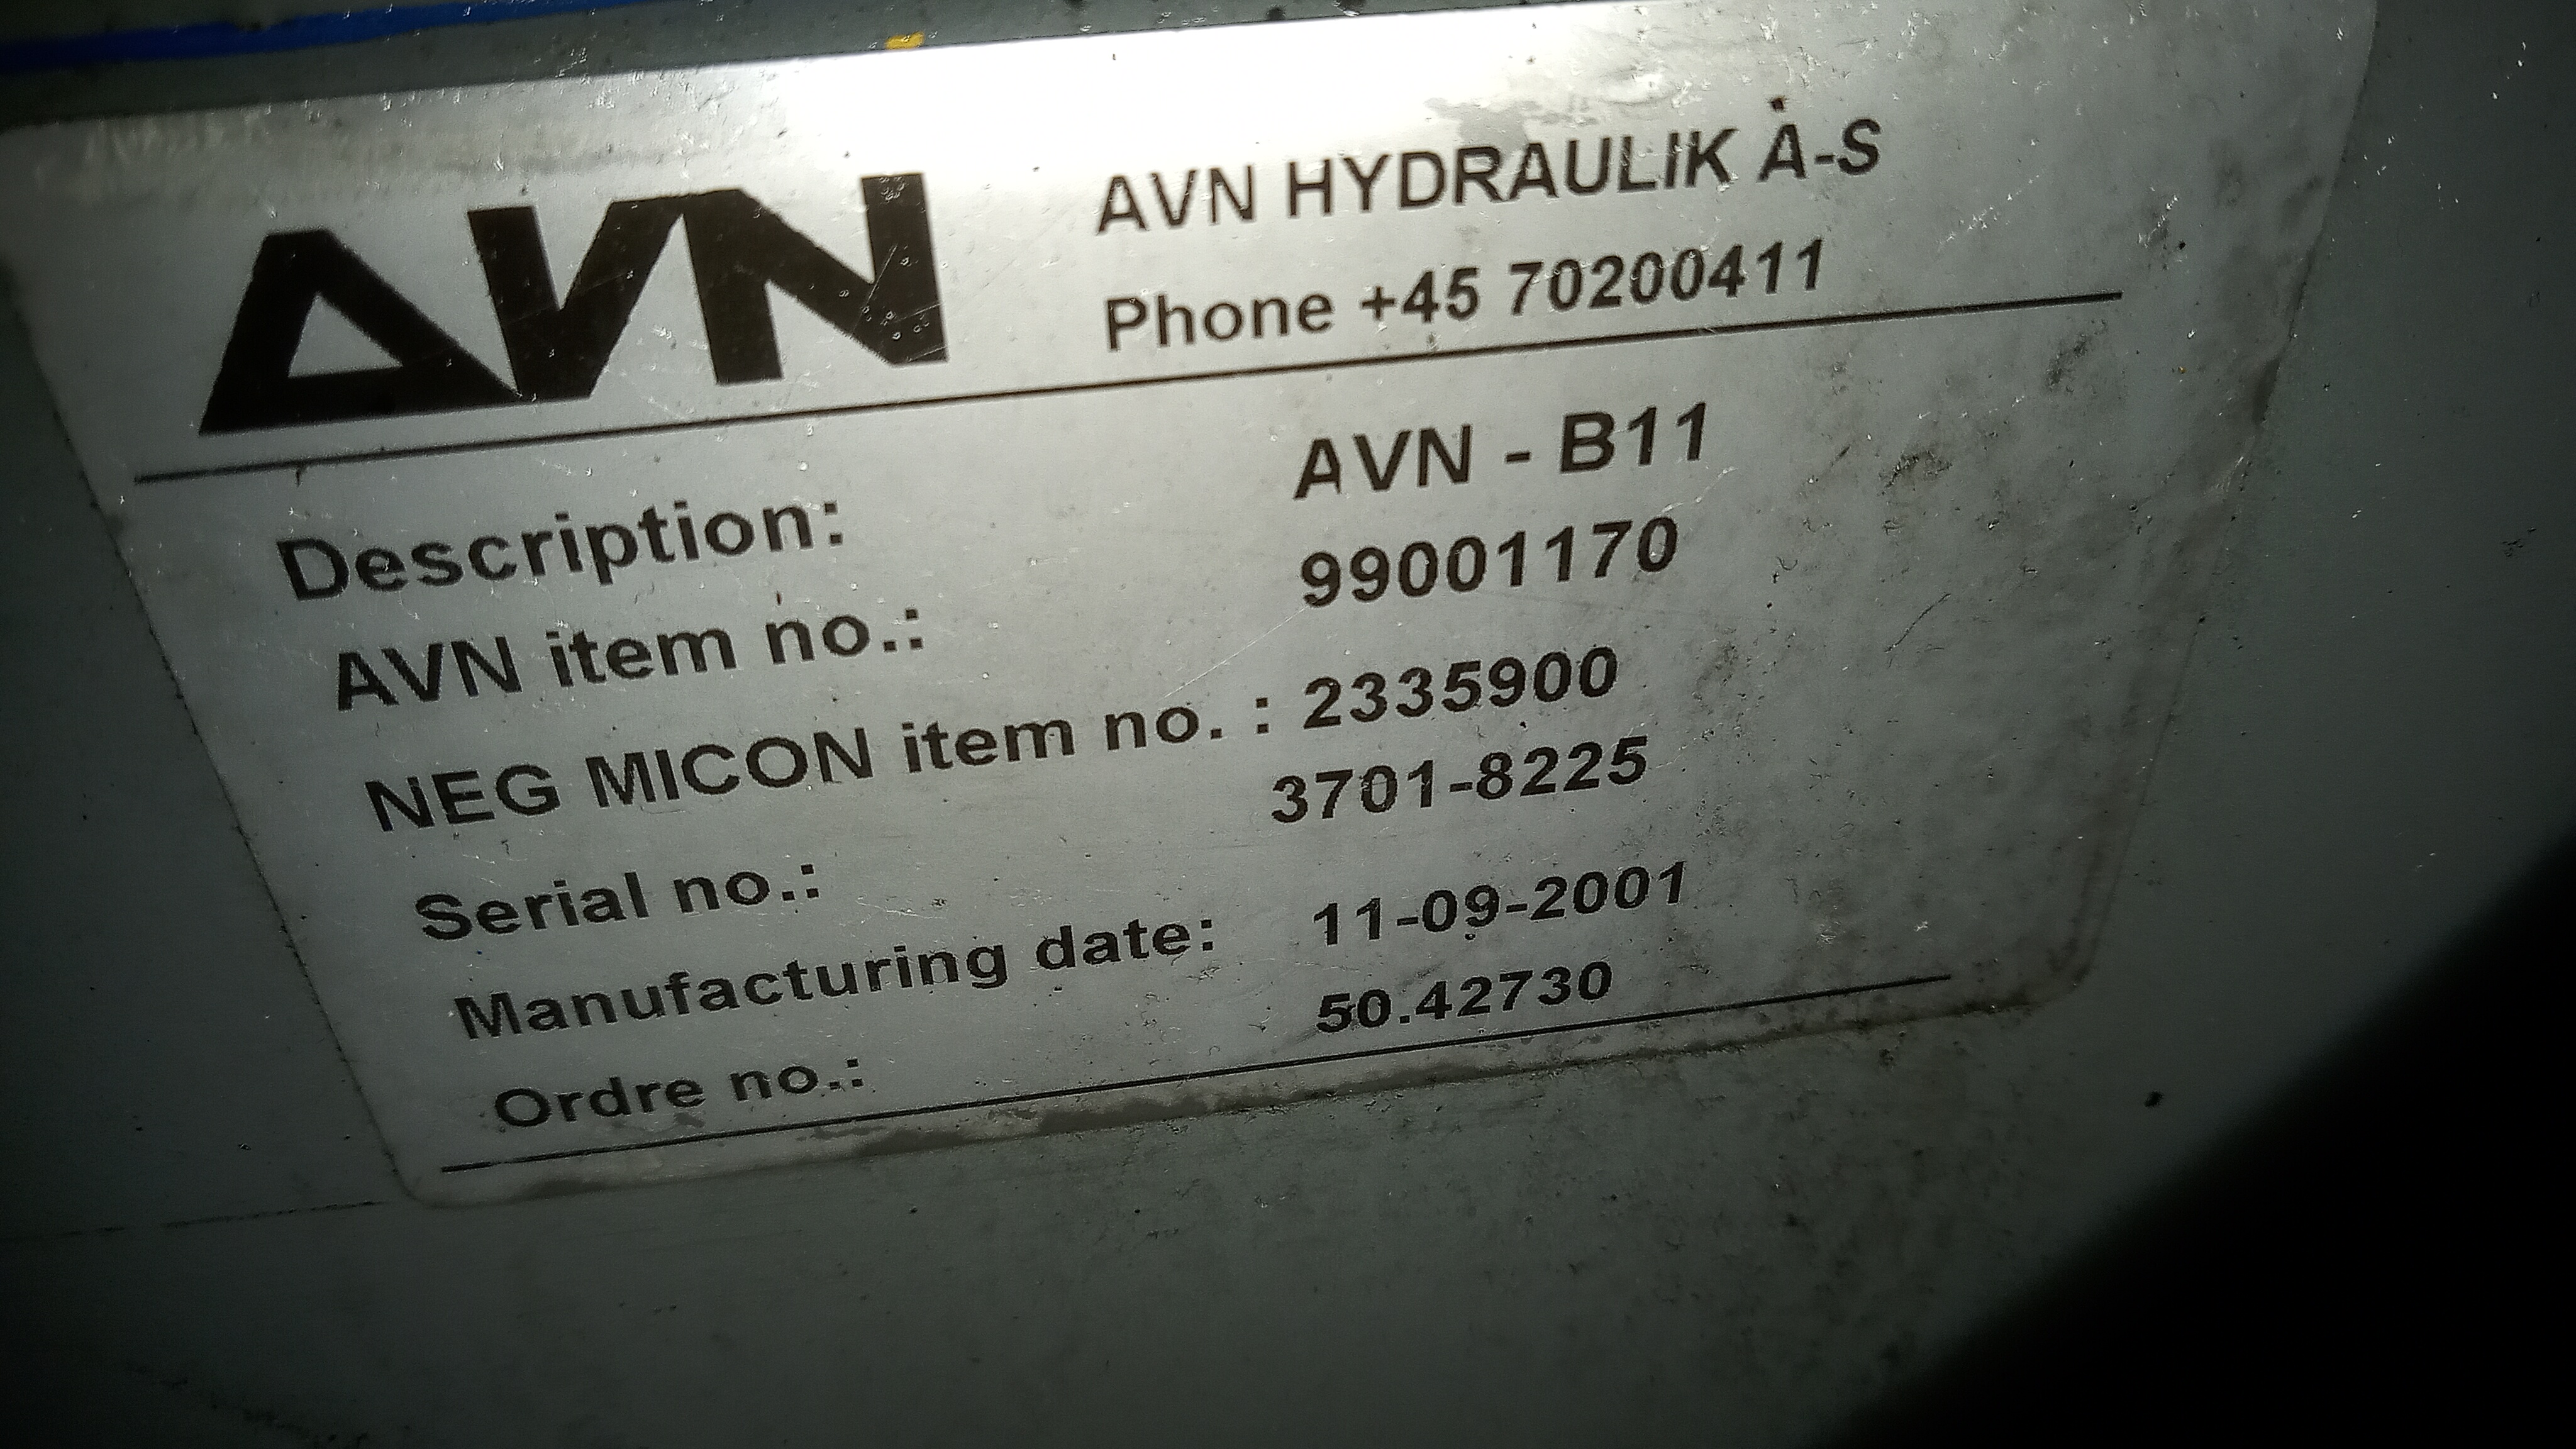 AVN
AVN HYDRAULIK A-S
Phone +45 70200411
Description: AVN - B11
AVN item no.: 99001170
NEG MICON item no. : 2335900
Serial no.: 3701-8225
Manufacturing date: 11-09-2001
Ordre no.: 50.42730